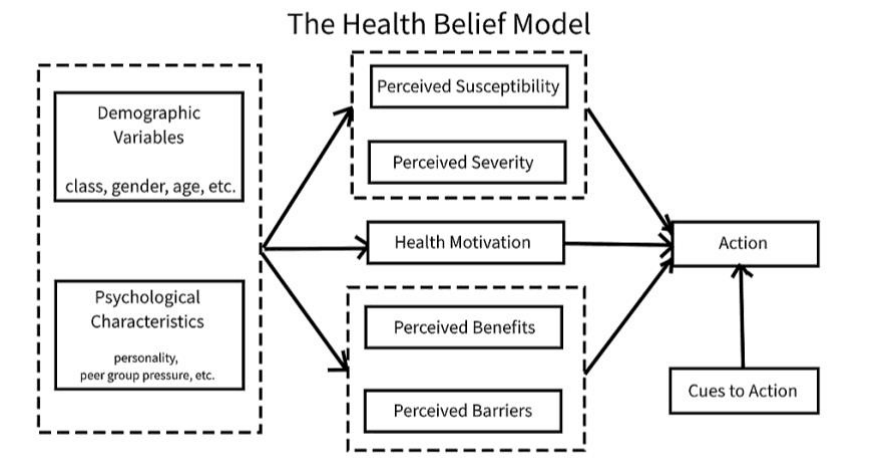 The Health Belief Model
Demographic
Variables
class, gender, age, etc.
Psychological
Characteristics
personality,
peer group pressure, etc.
Perceived Susceptibility
Perceived Severity
Health Motivation
Perceived Benefits
Perceived Barriers
Action
Cues to Action